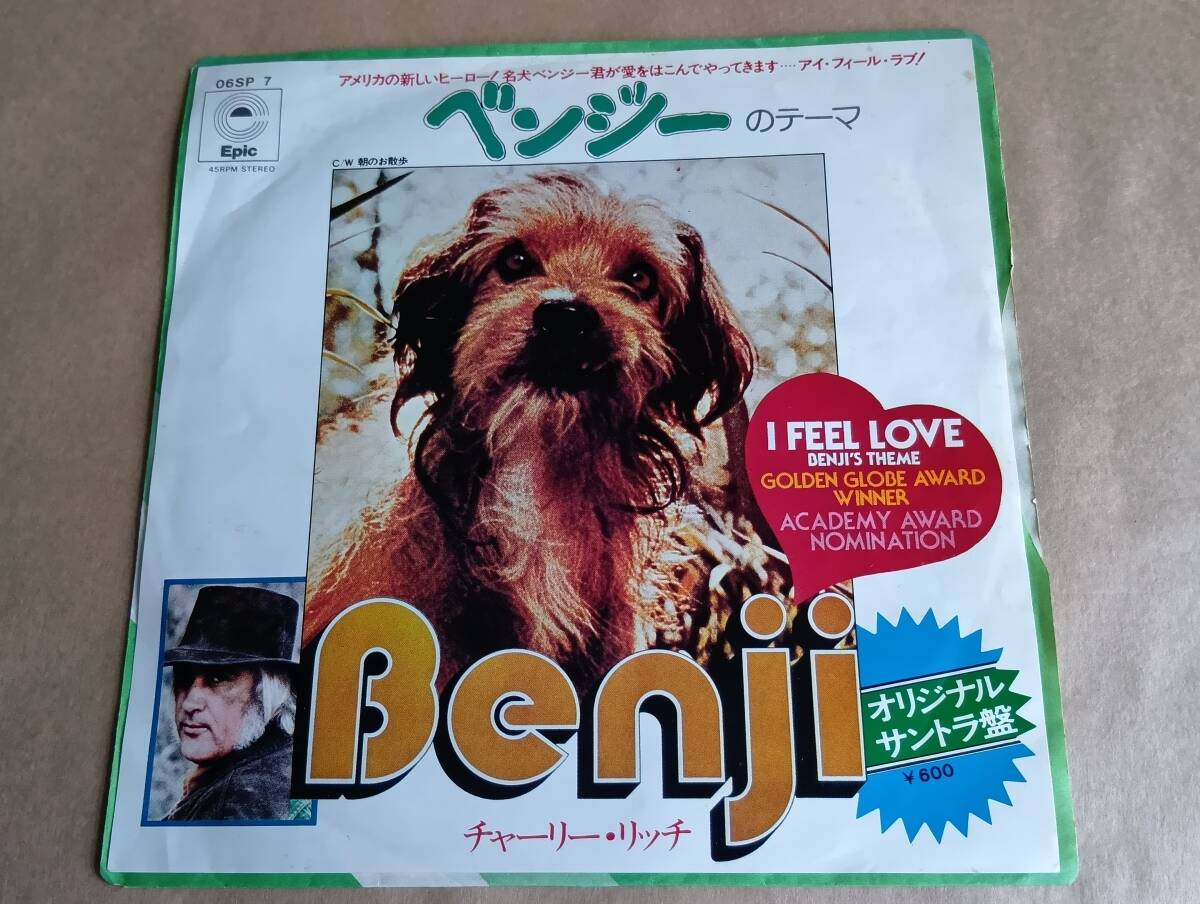 06SP 7
Epic
45RPM STEREO
アメリカの新しいヒーロー！名犬ベンジー君が愛をはこんでやってきます‥‥アイ・フィール・ラブ！
ベンジーのテーマ
C/W 朝のお散歩
I FEEL LOVE
BENJI'S THEME
GOLDEN GLOBE AWARD
WINNER
ACADEMY AWARD
NOMINATION
Benji
オリジナル
サントラ盤
¥600
チャーリー・リッチ